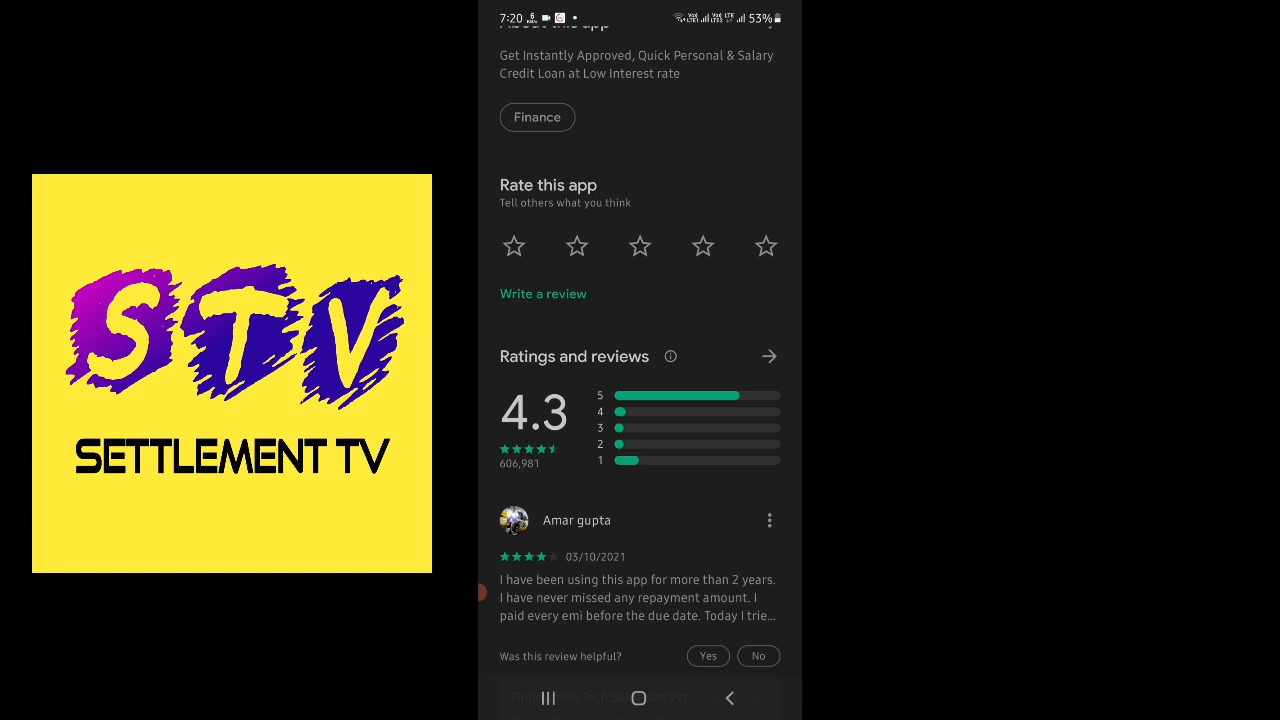 STV
SETTLEMENT TV
7:20
53%
About this app
Get Instantly Approved, Quick Personal & Salary
Credit Loan at Low Interest rate
Finance
Rate this app
Tell others what you think
Write a review
Ratings and reviews
4.3
606,981
5
4
3
2
1
Amar gupta
03/10/2021
I have been using this app for more than 2 years.
I have never missed any repayment amount. I
paid every emi before the due date. Today I trie...
Was this review helpful?
Yes
No